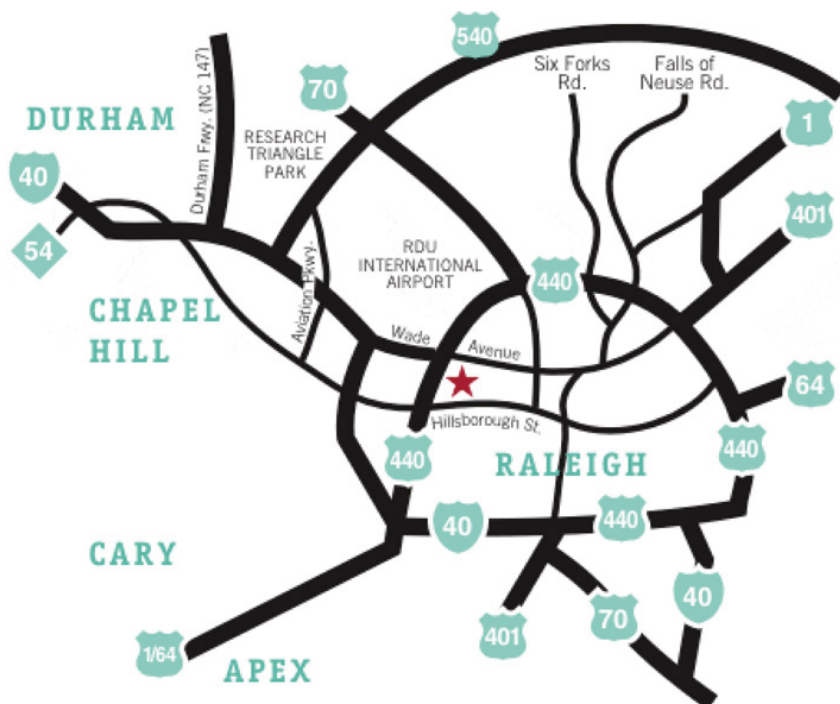 540
Six Forks
Rd.
Falls of
Neuse Rd.
Durham Frwy. (NC 147)
70
DURHAM
RESEARCH
TRIANGLE
PARK
1
40
401
54
RDU
INTERNATIONAL
AIRPORT
440
CHAPEL
HILL
Aviation Pkwy.
Wade Avenue
64
Hillsborough St.
440
RALEIGH
440
40
440
CARY
40
70
401
1/64
APEX